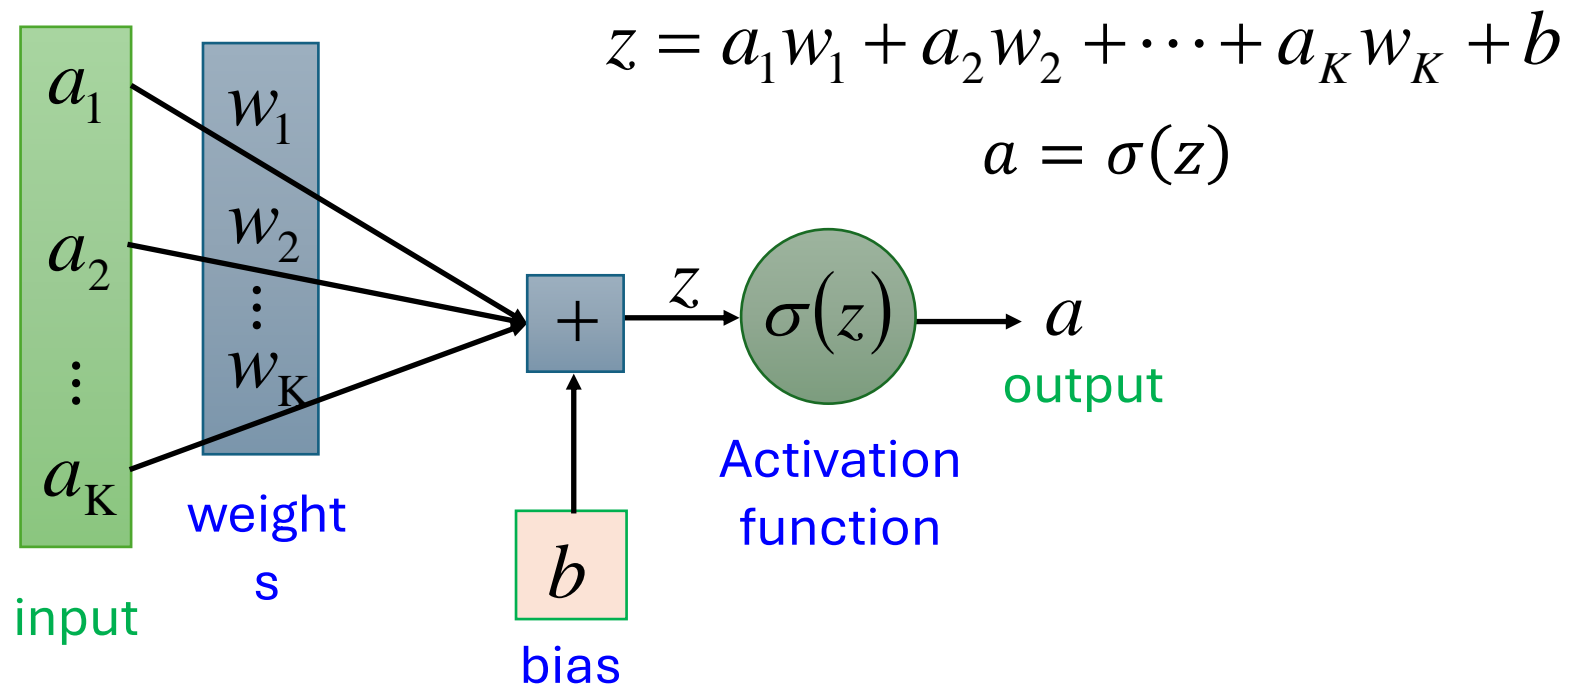 z = a₁w₁ + a₂w₂ + ⋯ + a_K w_K + b
a = σ(z)
a₁
a₂
⋮
a_K
input
w₁
w₂
⋮
w_K
weight
s
+
b
bias
z
σ(z)
Activation
function
a
output